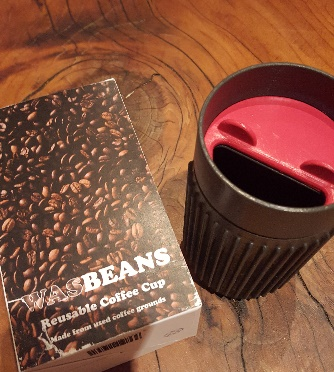 WASBEANS
Reusable Coffee Cup
Made from used coffee grounds